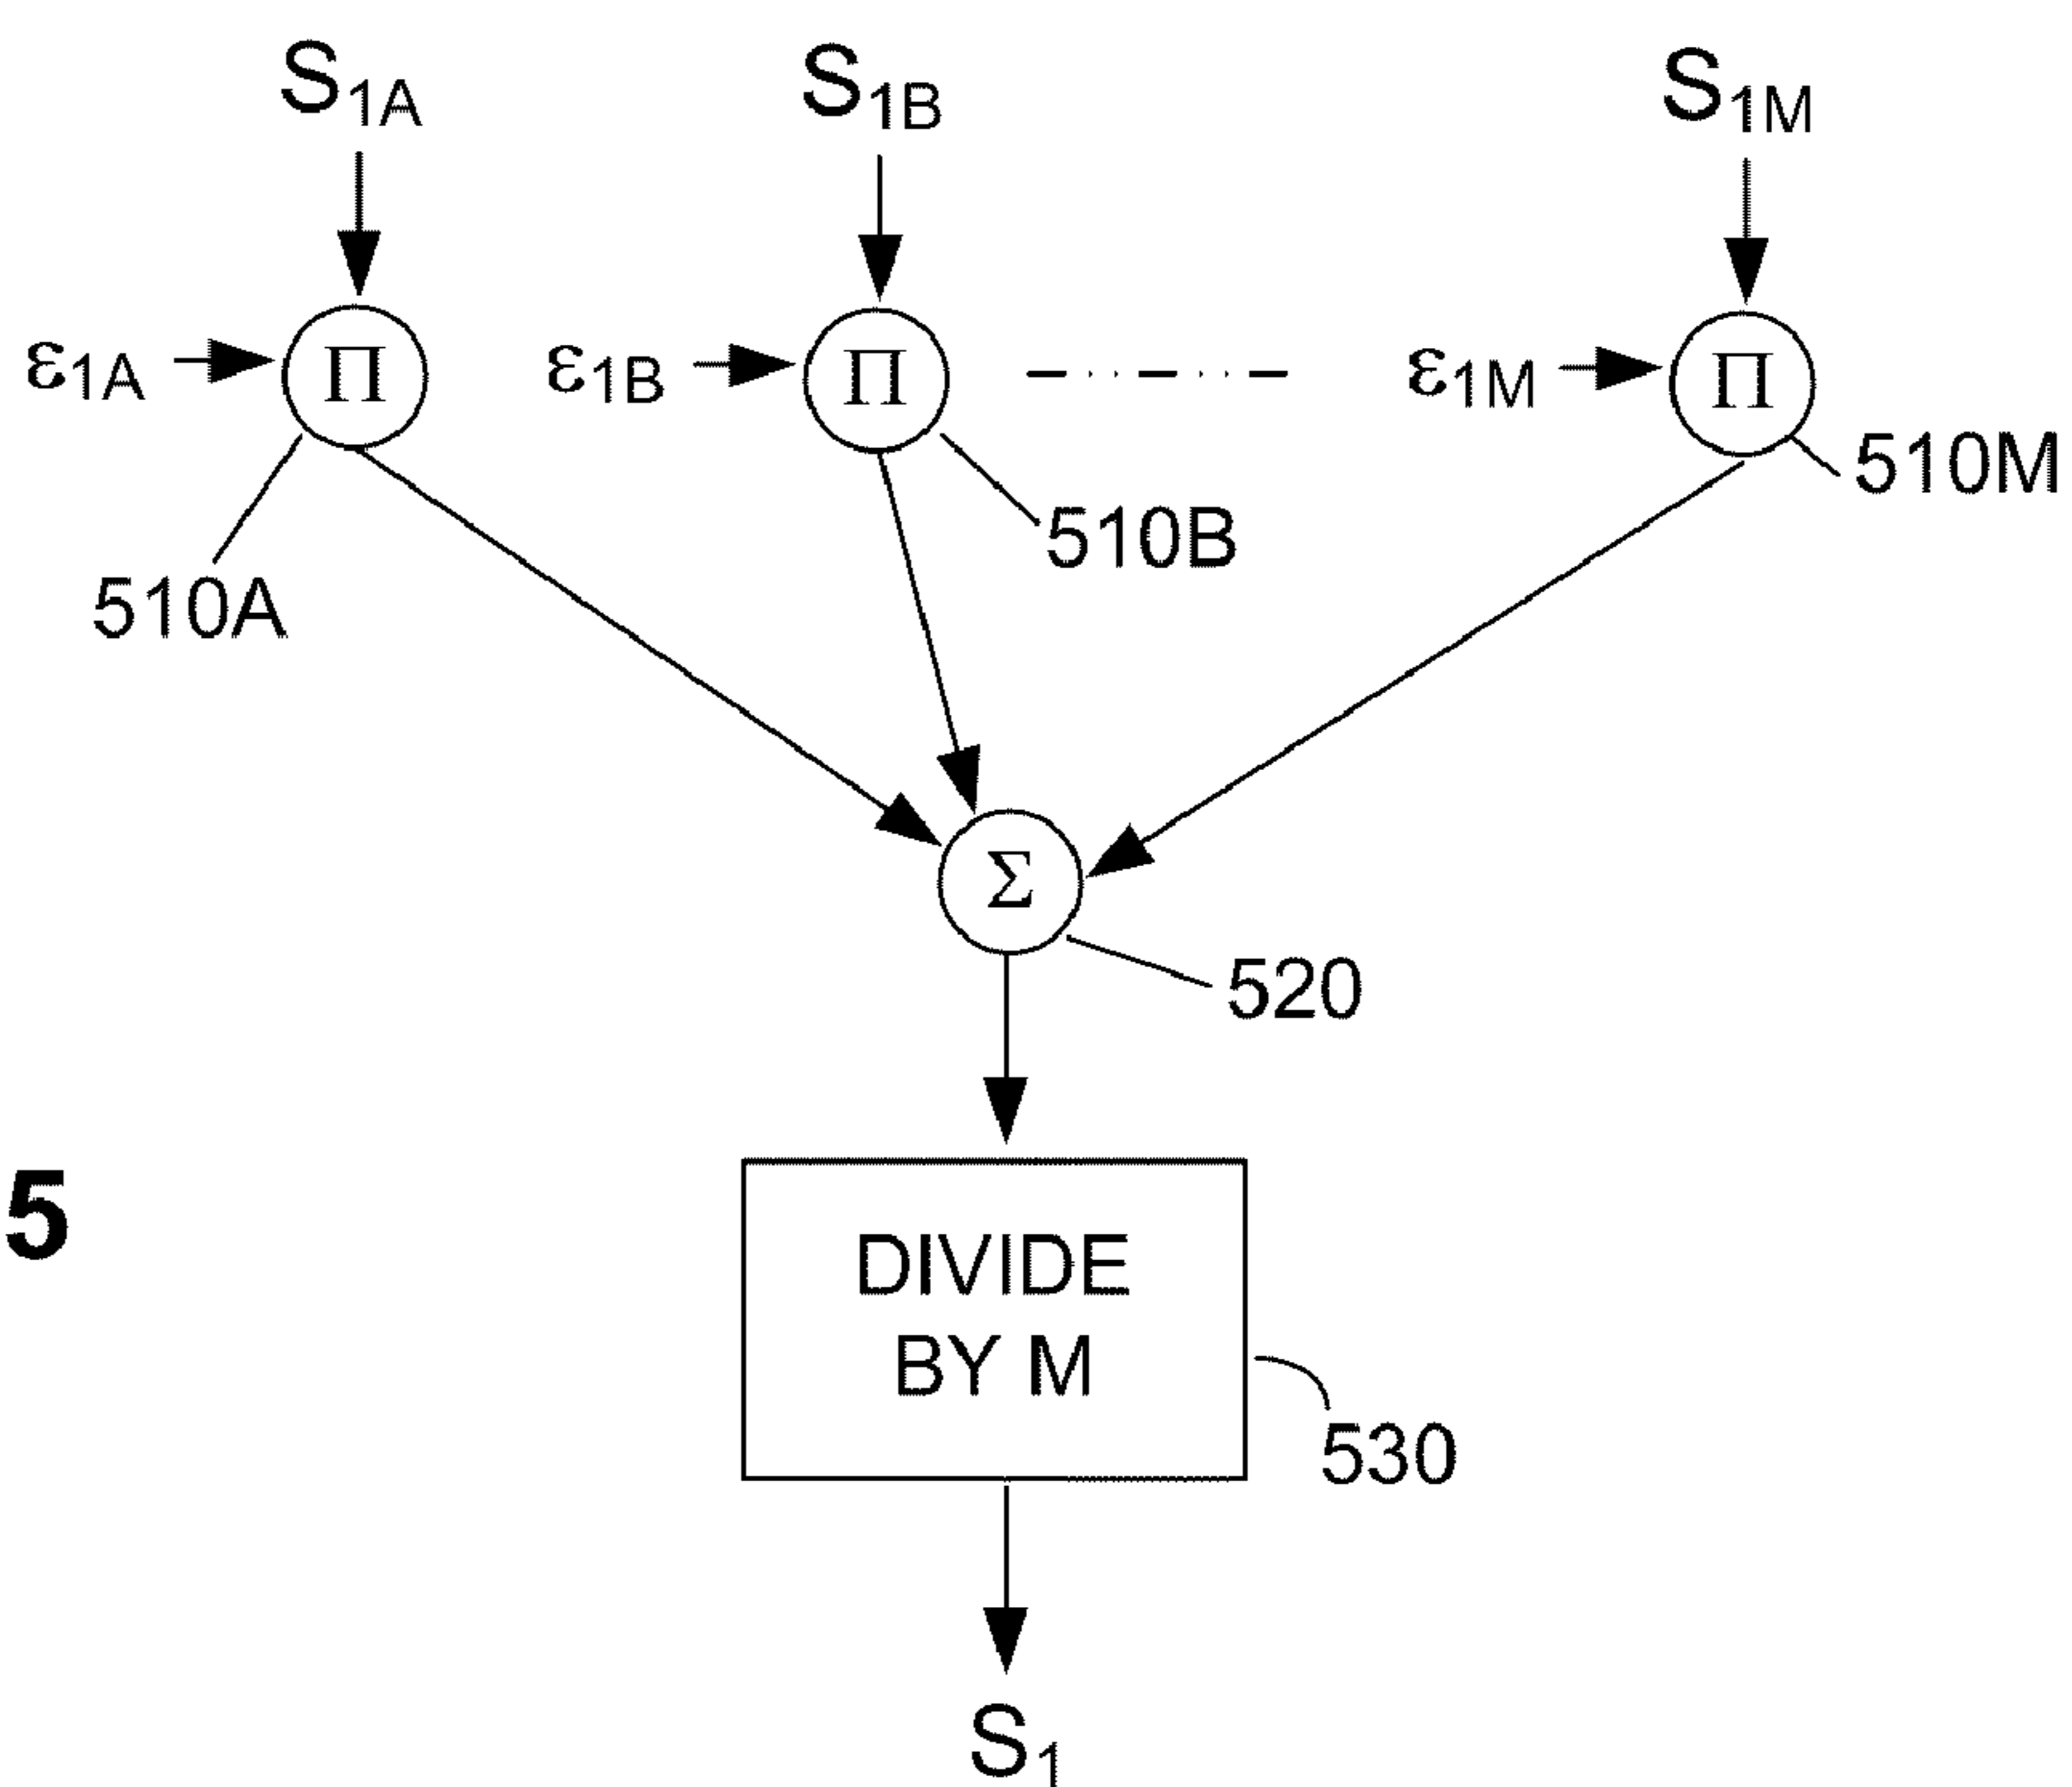 S1A S1B S1M
ε1A Π ε1B Π ε1M Π
510M
510B
510A
Σ
520
5
DIVIDE
BY M
530
S1